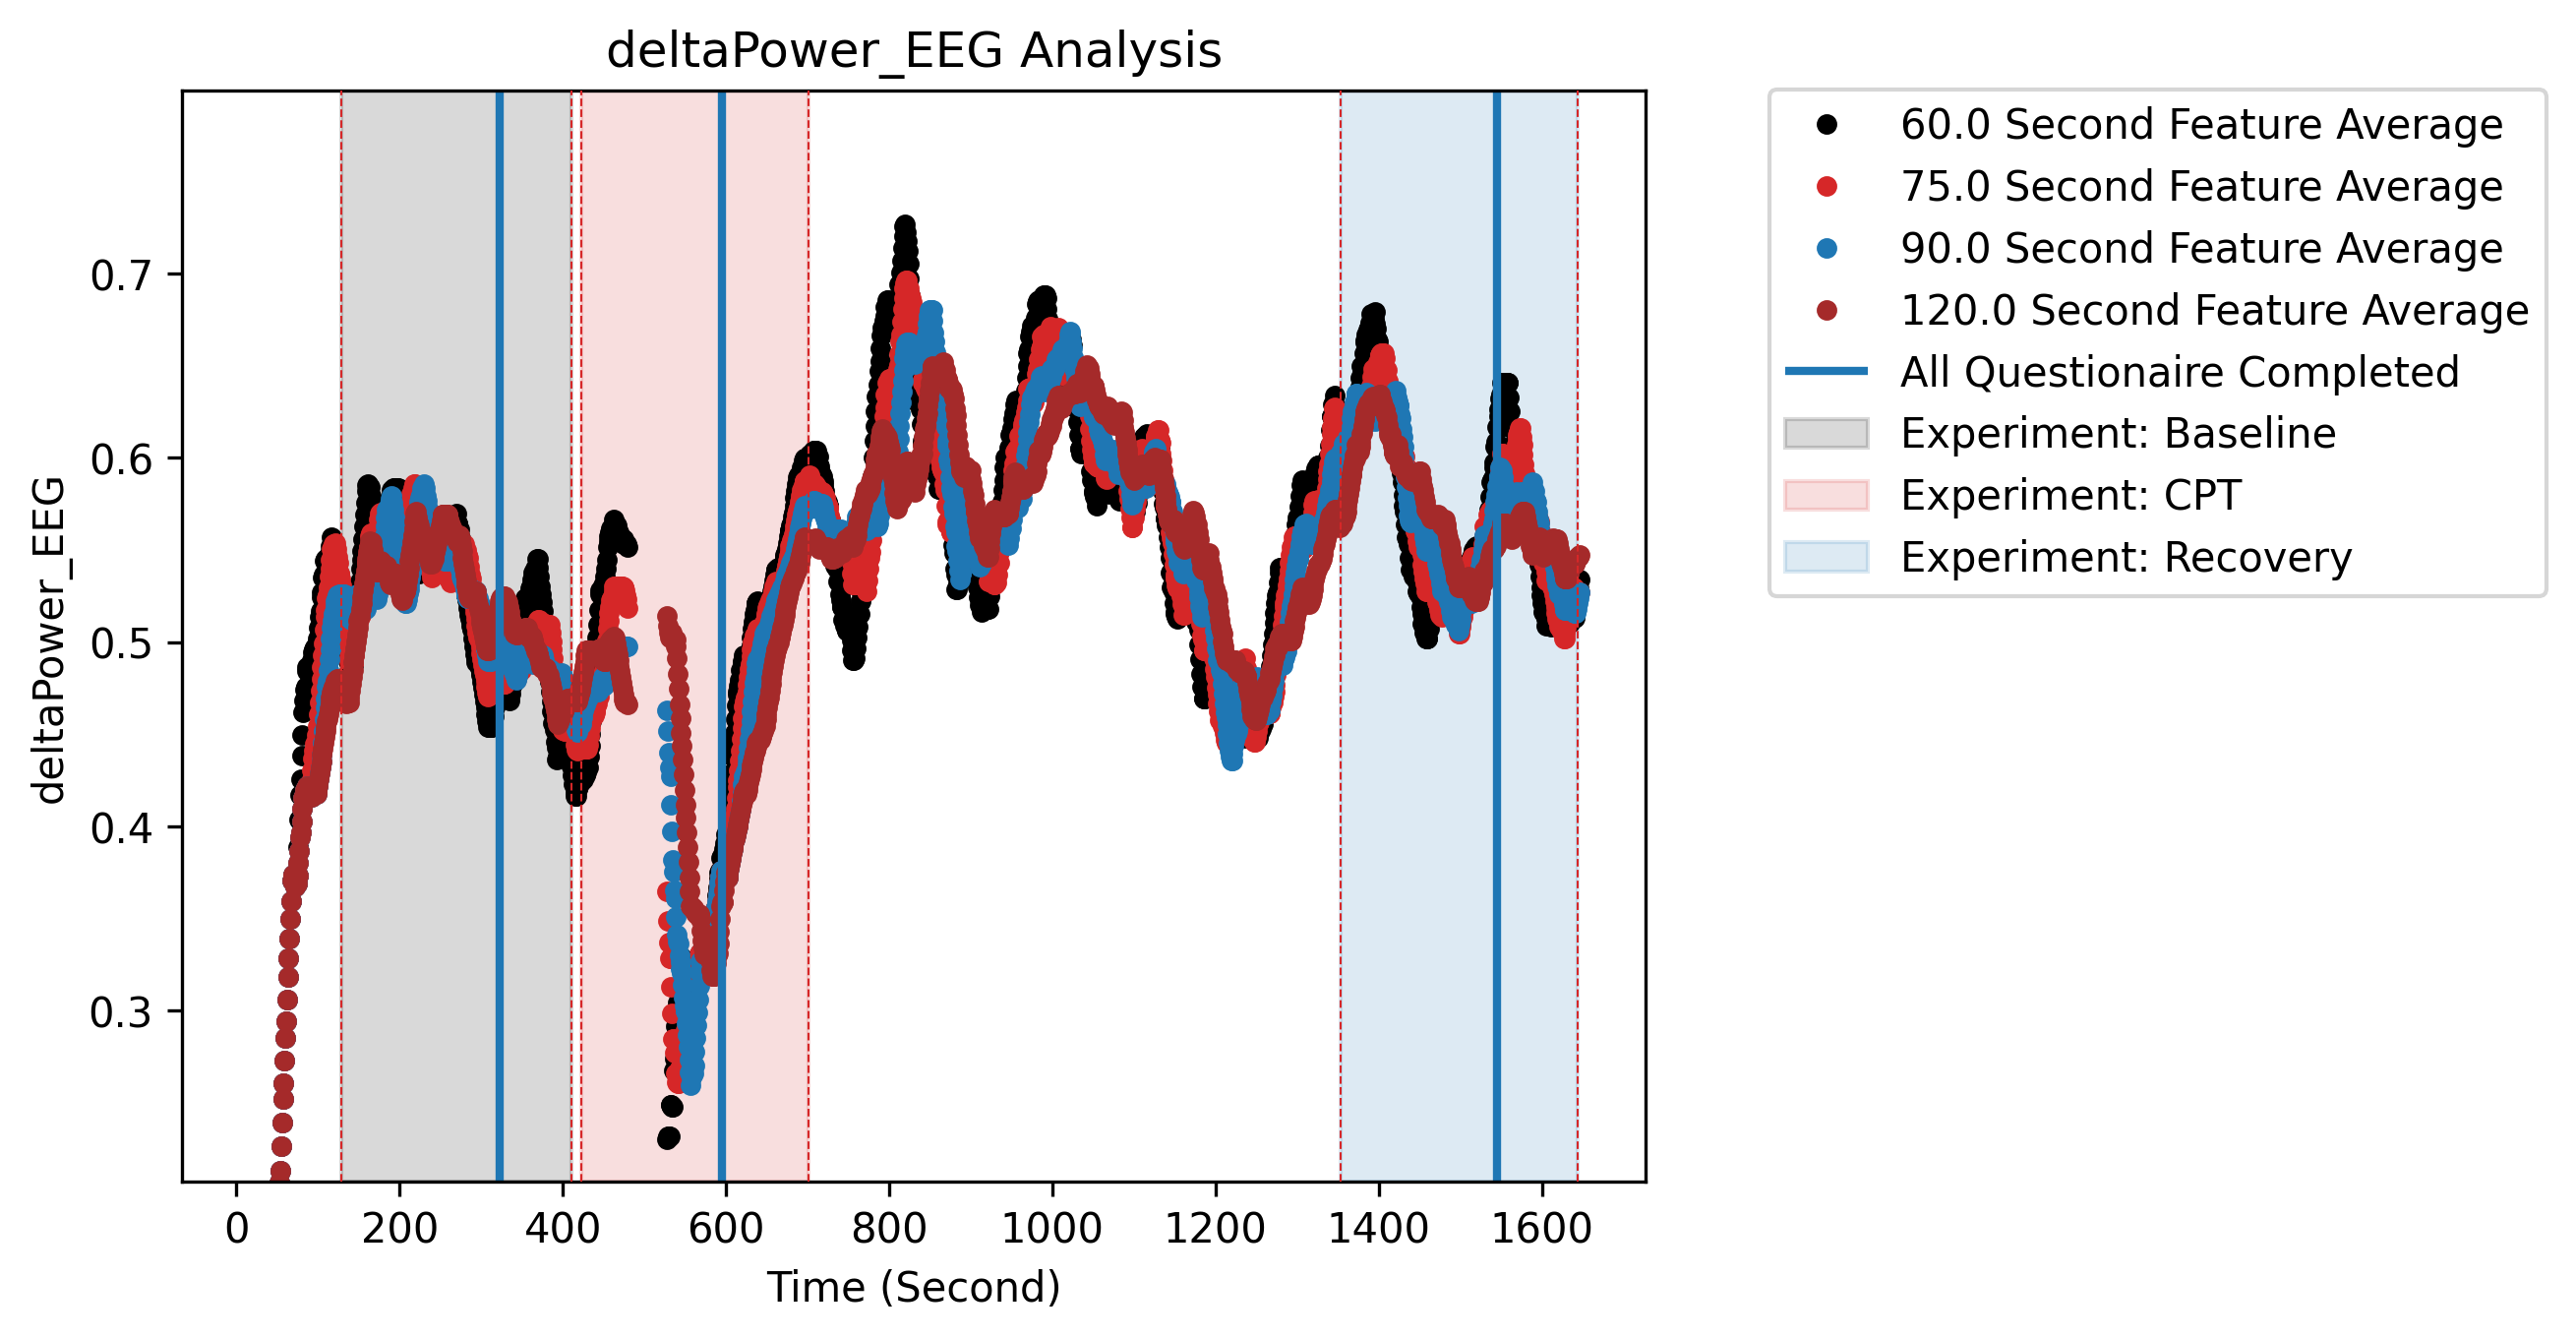 deltaPower_EEG Analysis
deltaPower_EEG
0.7
0.6
0.5
0.4
0.3
0 200 400 600 800 1000 1200 1400 1600
Time (Second)
60.0 Second Feature Average
75.0 Second Feature Average
90.0 Second Feature Average
120.0 Second Feature Average
All Questionaire Completed
Experiment: Baseline
Experiment: CPT
Experiment: Recovery